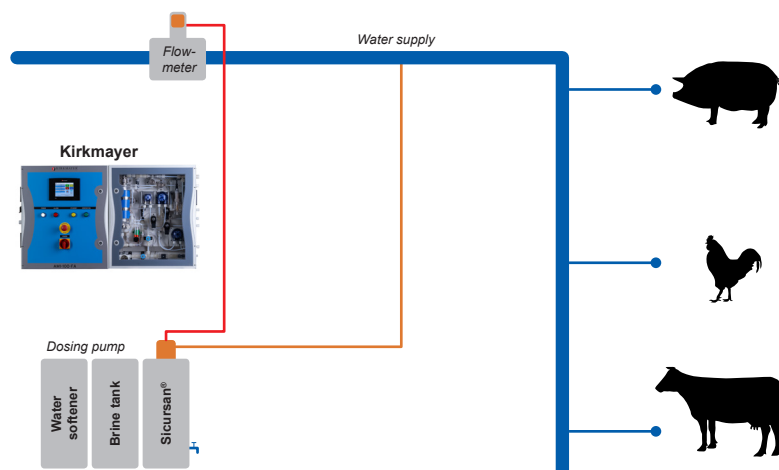 Flow-
meter
Water supply
Kirkmayer
Dosing pump
Water
softener
Brine tank
Sicursan®